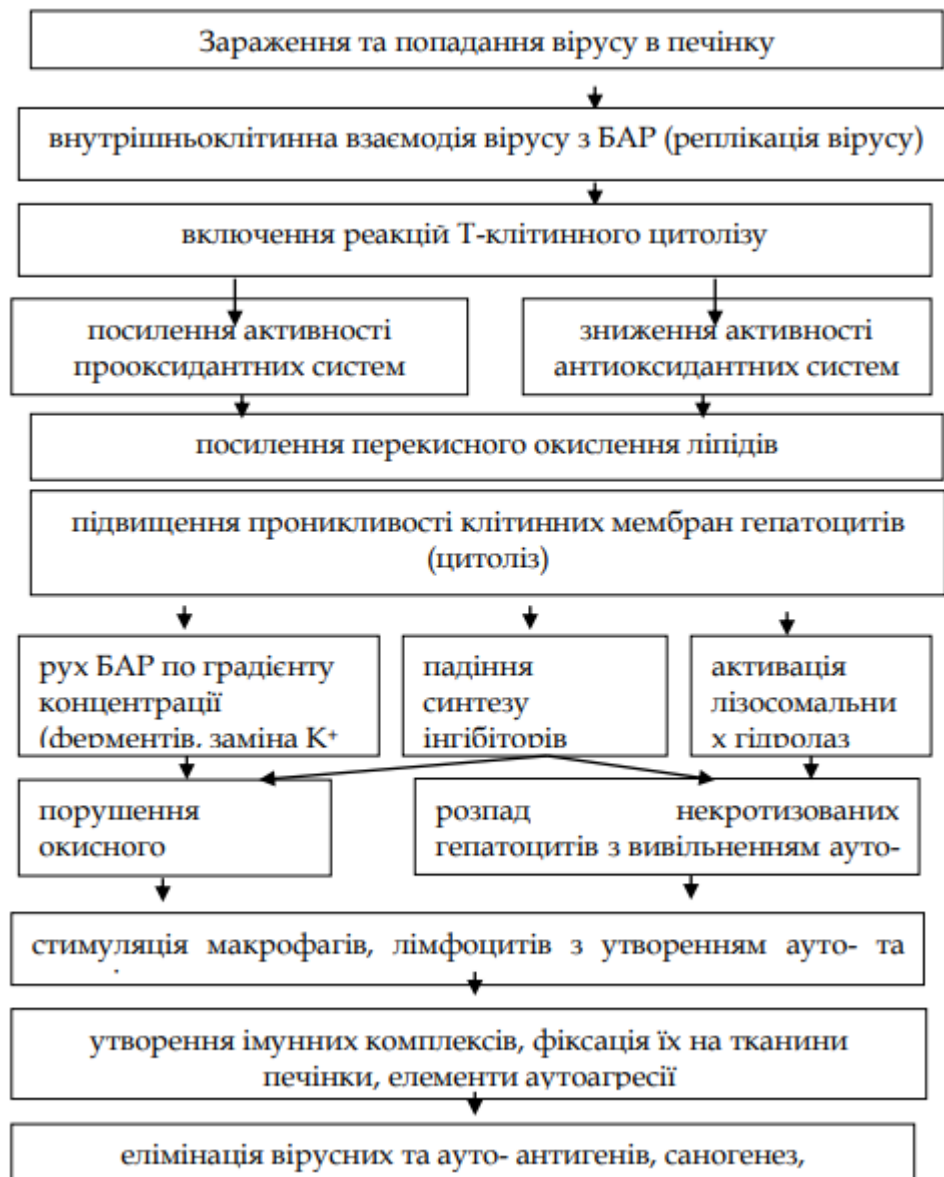 Зараження та попадання вірусу в печінку
внутрішньоклітинна взаємодія вірусу з БАР (реплікація вірусу)
включення реакцій Т-клітинного цитолізу
посилення активності
прооксидантних систем
зниження активності
антиоксидантних систем
посилення перекисного окислення ліпідів
підвищення проникливості клітинних мембран гепатоцитів
(цитоліз)
рух БАР по градієнту
концентрації
(ферментів, заміна К⁺
падіння
синтезу
інгібіторів
активація
лізосомальни
х гідролаз
порушення
окисного
розпад некротизованих
гепатоцитів з вивільненням ауто-
стимуляція макрофагів, лімфоцитів з утворенням ауто- та
утворення імунних комплексів, фіксація їх на тканини
печінки, елементи аутоагресії
елімінація вірусних та ауто- антигенів, саногенез,